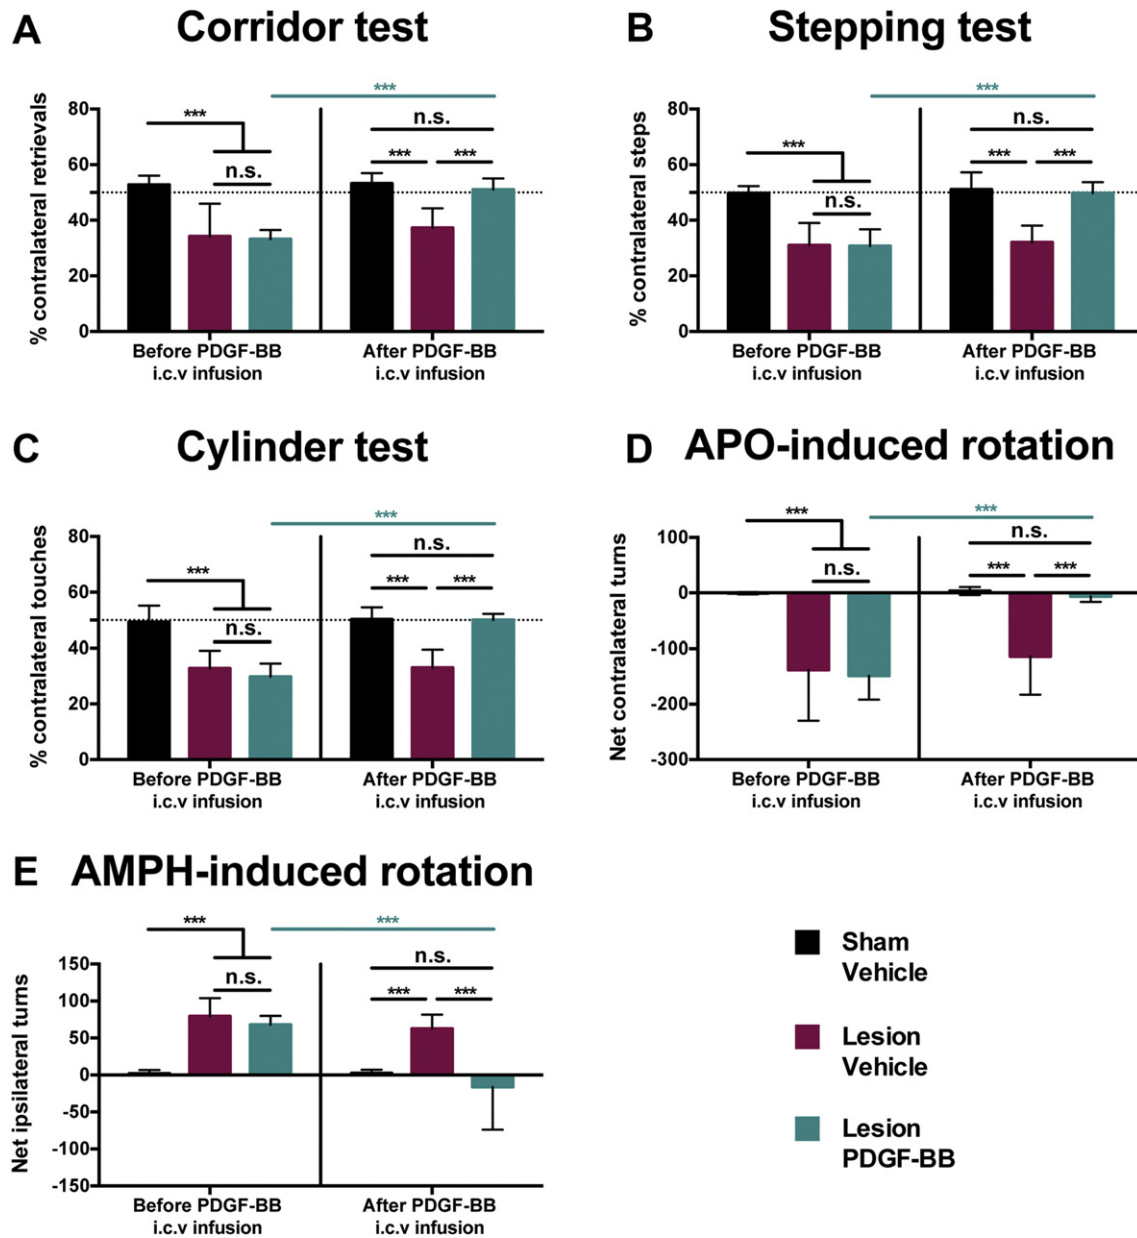 A Corridor test
***
***
n.s.
n.s.
*** ***
% contralateral retrievals
80
60
40
20
0
Before PDGF-BB
i.c.v infusion
After PDGF-BB
i.c.v infusion
B Stepping test
***
***
n.s.
n.s.
*** ***
% contralateral steps
80
60
40
20
0
Before PDGF-BB
i.c.v infusion
After PDGF-BB
i.c.v infusion
C Cylinder test
***
***
n.s.
n.s.
*** ***
% contralateral touches
80
60
40
20
0
Before PDGF-BB
i.c.v infusion
After PDGF-BB
i.c.v infusion
D APO-induced rotation
***
***
n.s.
n.s.
*** ***
Net contralateral turns
100
0
-100
-200
-300
Before PDGF-BB
i.c.v infusion
After PDGF-BB
i.c.v infusion
E AMPH-induced rotation
***
***
n.s.
n.s.
*** ***
Net ipsilateral turns
150
100
50
0
-50
-100
-150
Before PDGF-BB
i.c.v infusion
After PDGF-BB
i.c.v infusion
Sham
Vehicle
Lesion
Vehicle
Lesion
PDGF-BB